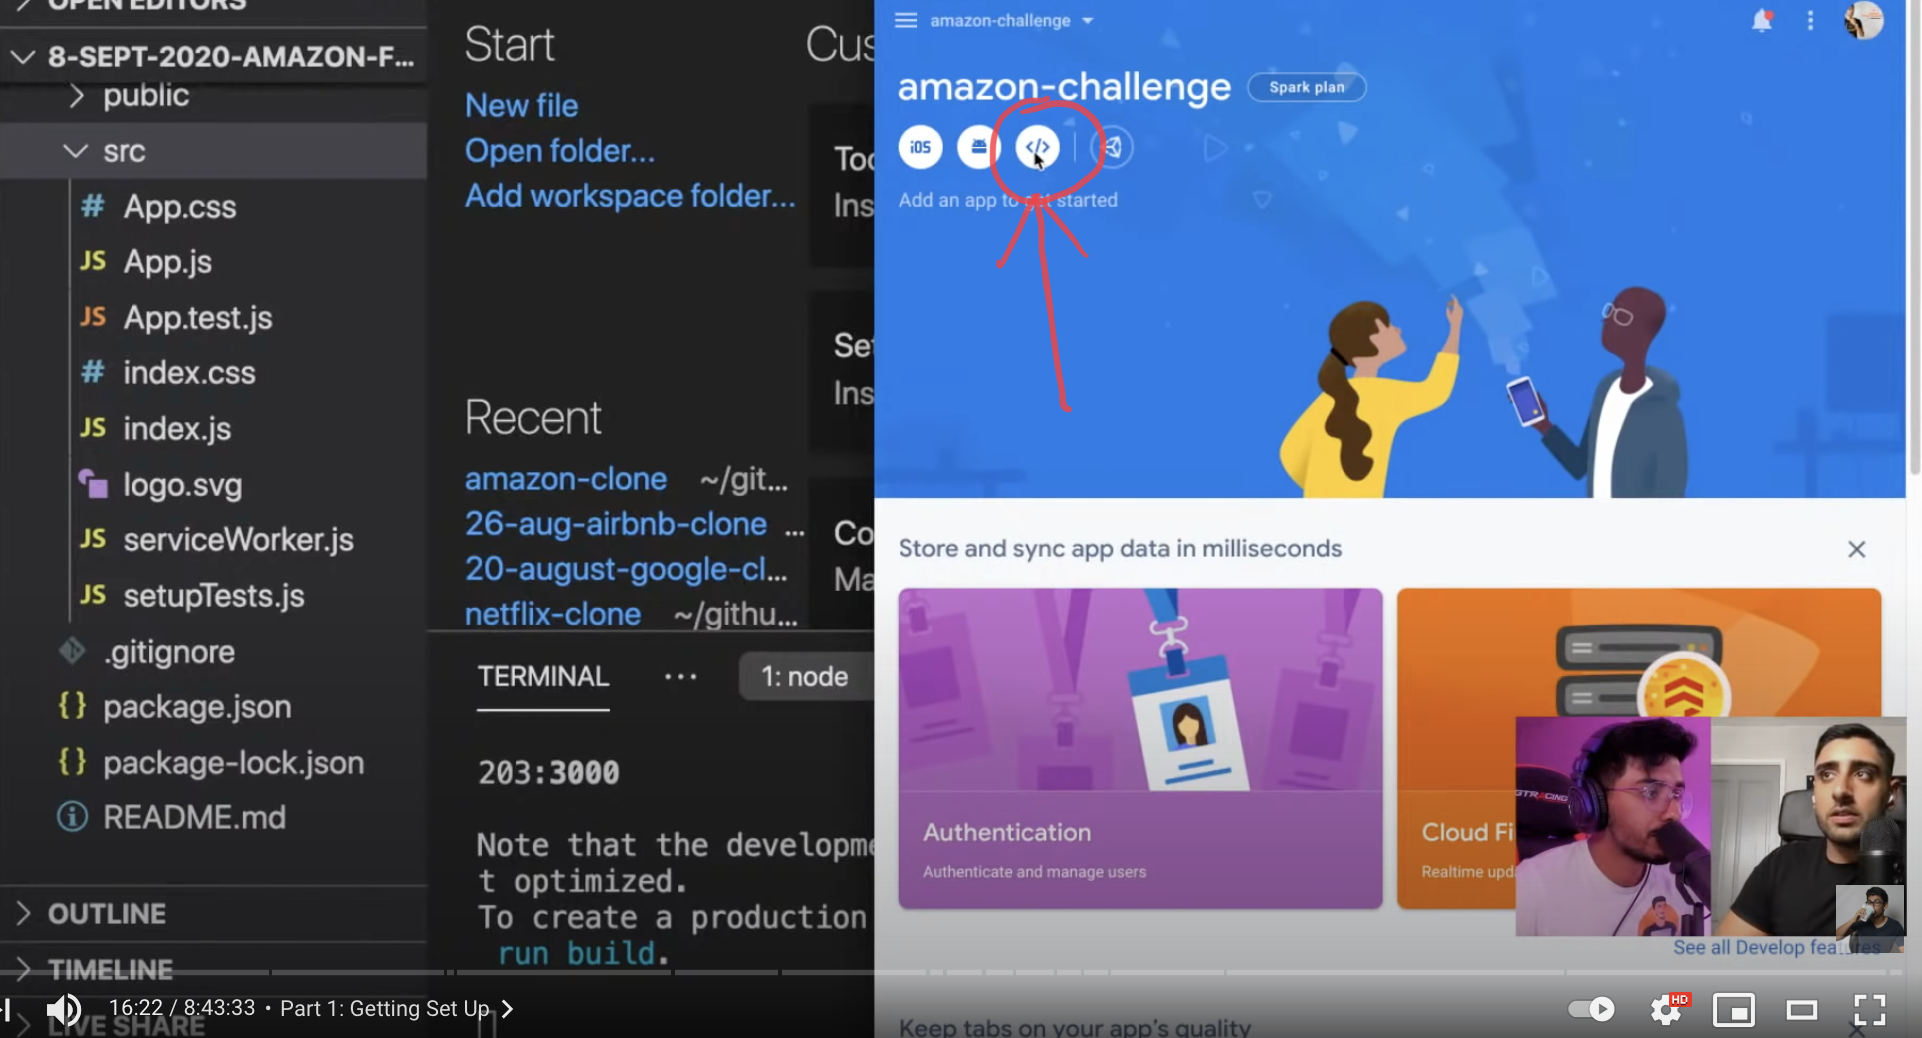 OPEN EDITORS
8-SEPT-2020-AMAZON-F...
public
src
App.css
App.js
App.test.js
index.css
index.js
logo.svg
serviceWorker.js
setupTests.js
.gitignore
package.json
package-lock.json
README.md
OUTLINE
TIMELINE
LIVE SHARE
Start
New file
Open folder...
Add workspace folder...
Recent
amazon-clone ~/git...
26-aug-airbnb-clone ...
20-august-google-cl...
netflix-clone ~/githu...
Cus
Too
Ins
Set
Ins
Co
Ma
TERMINAL ... 1: node
203:3000
Note that the developme
t optimized.
To create a production
run build.
amazon-challenge
amazon-challenge Spark plan
iOS </>
Add an app to get started
Store and sync app data in milliseconds
Authentication
Authenticate and manage users
Cloud Fi
Realtime upda
GTRACING
See all Develop features
Keep tabs on your app's quality
16:22 / 8:43:33 • Part 1: Getting Set Up
HD